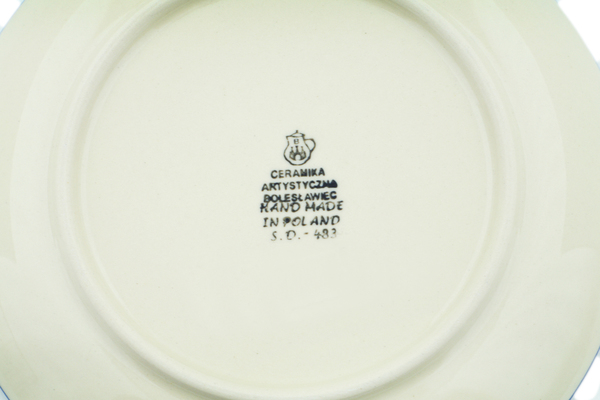 B
CERAMIKA
ARTYSTYCZNA
BOLESŁAWIEC
HAND MADE
IN POLAND
S.D.-483